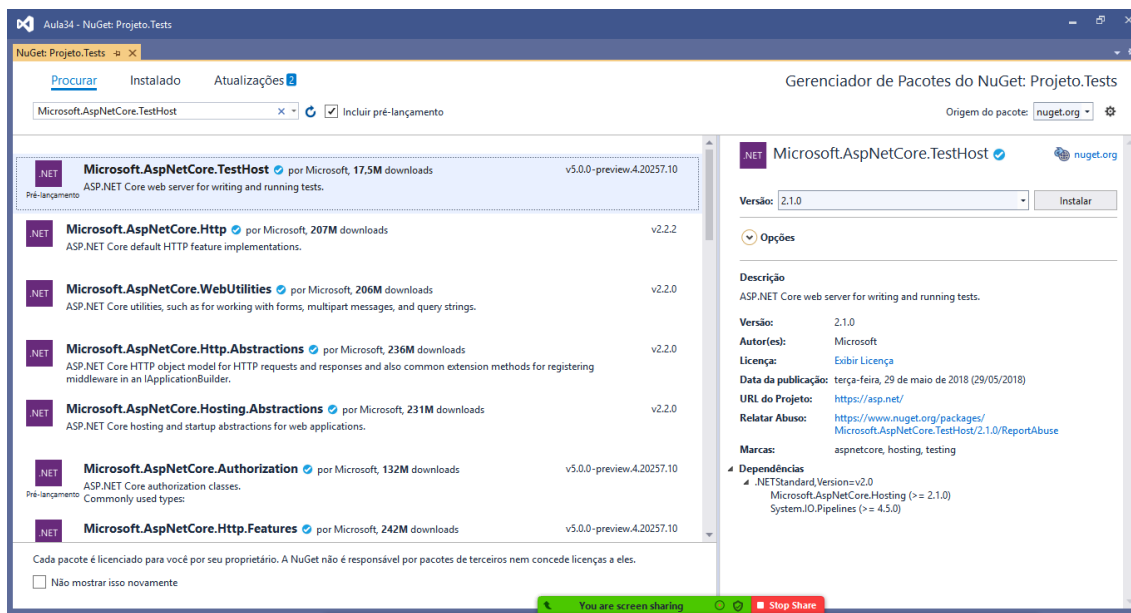 Aula34 - NuGet: Projeto.Tests
NuGet: Projeto.Tests
Procurar Instalado Atualizações 2
Gerenciador de Pacotes do NuGet: Projeto.Tests
Microsoft.AspNetCore.TestHost
Incluir pré-lançamento
Origem do pacote: nuget.org
.NET
Pré-lançamento
Microsoft.AspNetCore.TestHost por Microsoft, 17,5M downloads v5.0.0-preview.4.20257.10
ASP.NET Core web server for writing and running tests.
.NET
Microsoft.AspNetCore.Http por Microsoft, 207M downloads v2.2.2
ASP.NET Core default HTTP feature implementations.
.NET
Microsoft.AspNetCore.WebUtilities por Microsoft, 206M downloads v2.2.0
ASP.NET Core utilities, such as for working with forms, multipart messages, and query strings.
.NET
Microsoft.AspNetCore.Http.Abstractions por Microsoft, 236M downloads v2.2.0
ASP.NET Core HTTP object model for HTTP requests and responses and also common extension methods for registering
middleware in an IApplicationBuilder.
.NET
Microsoft.AspNetCore.Hosting.Abstractions por Microsoft, 231M downloads v2.2.0
ASP.NET Core hosting and startup abstractions for web applications.
.NET
Pré-lançamento
Microsoft.AspNetCore.Authorization por Microsoft, 132M downloads v5.0.0-preview.4.20257.10
ASP.NET Core authorization classes.
Commonly used types:
.NET
Microsoft.AspNetCore.Http.Features por Microsoft, 242M downloads v5.0.0-preview.4.20257.10
Cada pacote é licenciado para você por seu proprietário. A NuGet não é responsável por pacotes de terceiros nem concede licenças a eles.
Não mostrar isso novamente
.NET
Microsoft.AspNetCore.TestHost nuget.org
Versão: 2.1.0 Instalar
Opções
Descrição
ASP.NET Core web server for writing and running tests.
Versão: 2.1.0
Autor(es): Microsoft
Licença: Exibir Licença
Data da publicação: terça-feira, 29 de maio de 2018 (29/05/2018)
URL do Projeto: https://asp.net/
Relatar Abuso: https://www.nuget.org/packages/
Microsoft.AspNetCore.TestHost/2.1.0/ReportAbuse
Marcas: aspnetcore, hosting, testing
Dependências
.NETStandard,Version=v2.0
Microsoft.AspNetCore.Hosting (>= 2.1.0)
System.IO.Pipelines (>= 4.5.0)
You are screen sharing
Stop Share